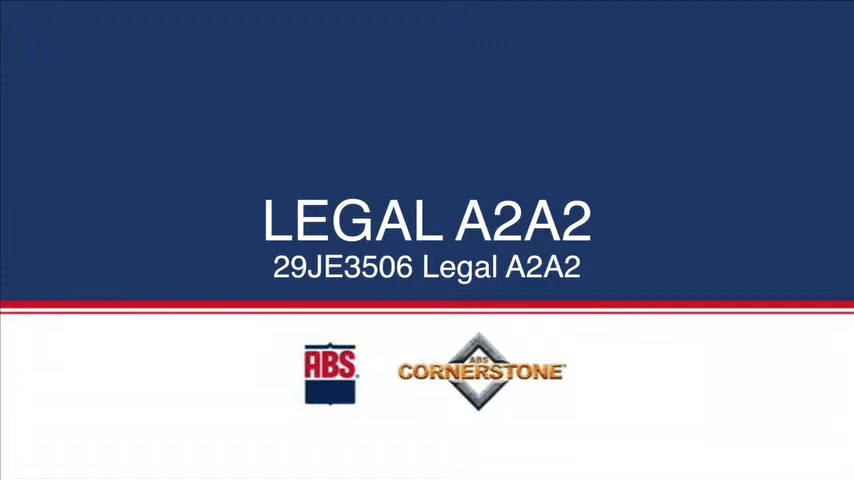 LEGAL A2A2
29JE3506 Legal A2A2
ABS
ABS
CORNERSTONE